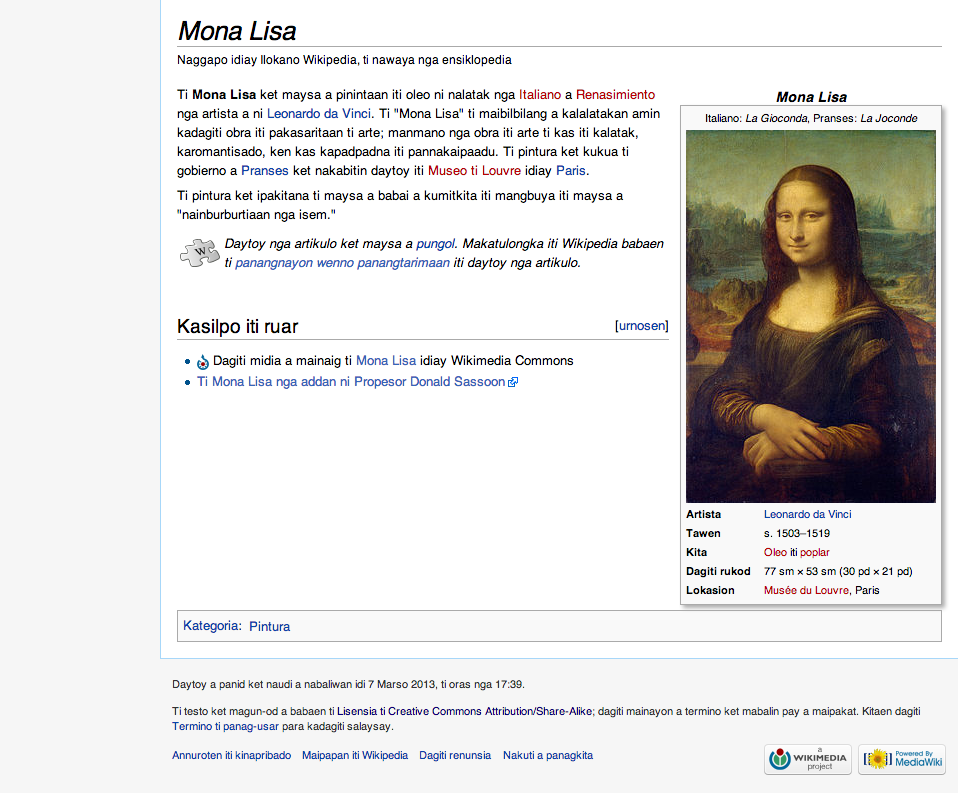 Mona Lisa
Naggapo idiay Ilokano Wikipedia, ti nawaya nga ensiklopedia
Ti Mona Lisa ket maysa a pinintaan iti oleo ni nalatak nga Italiano a Renasimiento
nga artista a ni Leonardo da Vinci. Ti "Mona Lisa" ti maibilbilang a kalalatakan amin
kadagiti obra iti pakasaritaan ti arte; manmano nga obra iti arte ti kas iti kalatak,
karomantisado, ken kas kapadpadna iti pannakaipaadu. Ti pintura ket kukua ti
gobierno a Pranses ket nakabitin daytoy iti Museo ti Louvre idiay Paris.
Ti pintura ket ipakitana ti maysa a babai a kumitkita iti mangbuya iti maysa a
"nainburburtiaan nga isem."
W
Daytoy nga artikulo ket maysa a pungol. Makatulongka iti Wikipedia babaen
ti panangnayon wenno panangtarimaan iti daytoy nga artikulo.
Kasilpo iti ruar [urnosen]
Dagiti midia a mainaig ti Mona Lisa idiay Wikimedia Commons
Ti Mona Lisa nga addan ni Propesor Donald Sassoon
Mona Lisa
Italiano: La Gioconda, Pranses: La Joconde
Artista Leonardo da Vinci
Tawen s. 1503–1519
Kita Oleo iti poplar
Dagiti rukod 77 sm × 53 sm (30 pd × 21 pd)
Lokasion Musée du Louvre, Paris
Kategoria: Pintura
Daytoy a panid ket naudi a nabaliwan idi 7 Marso 2013, ti oras nga 17:39.
Ti testo ket magun-od a babaen ti Lisensia ti Creative Commons Attribution/Share-Alike; dagiti mainayon a termino ket mabalin pay a maipakat. Kitaen dagiti
Termino ti panag-usar para kadagiti salaysay.
Annuroten iti kinapribado Maipapan iti Wikipedia Dagiti renunsia Nakuti a panagkita
a
WIKIMEDIA
project
Powered By
MediaWiki